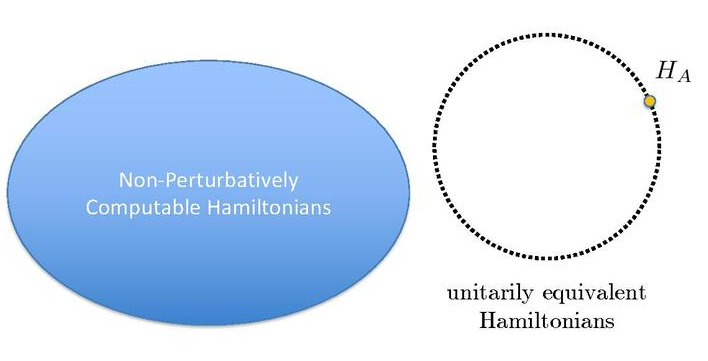 Non-Perturbatively
Computable Hamiltonians
H_A
unitarily equivalent
Hamiltonians